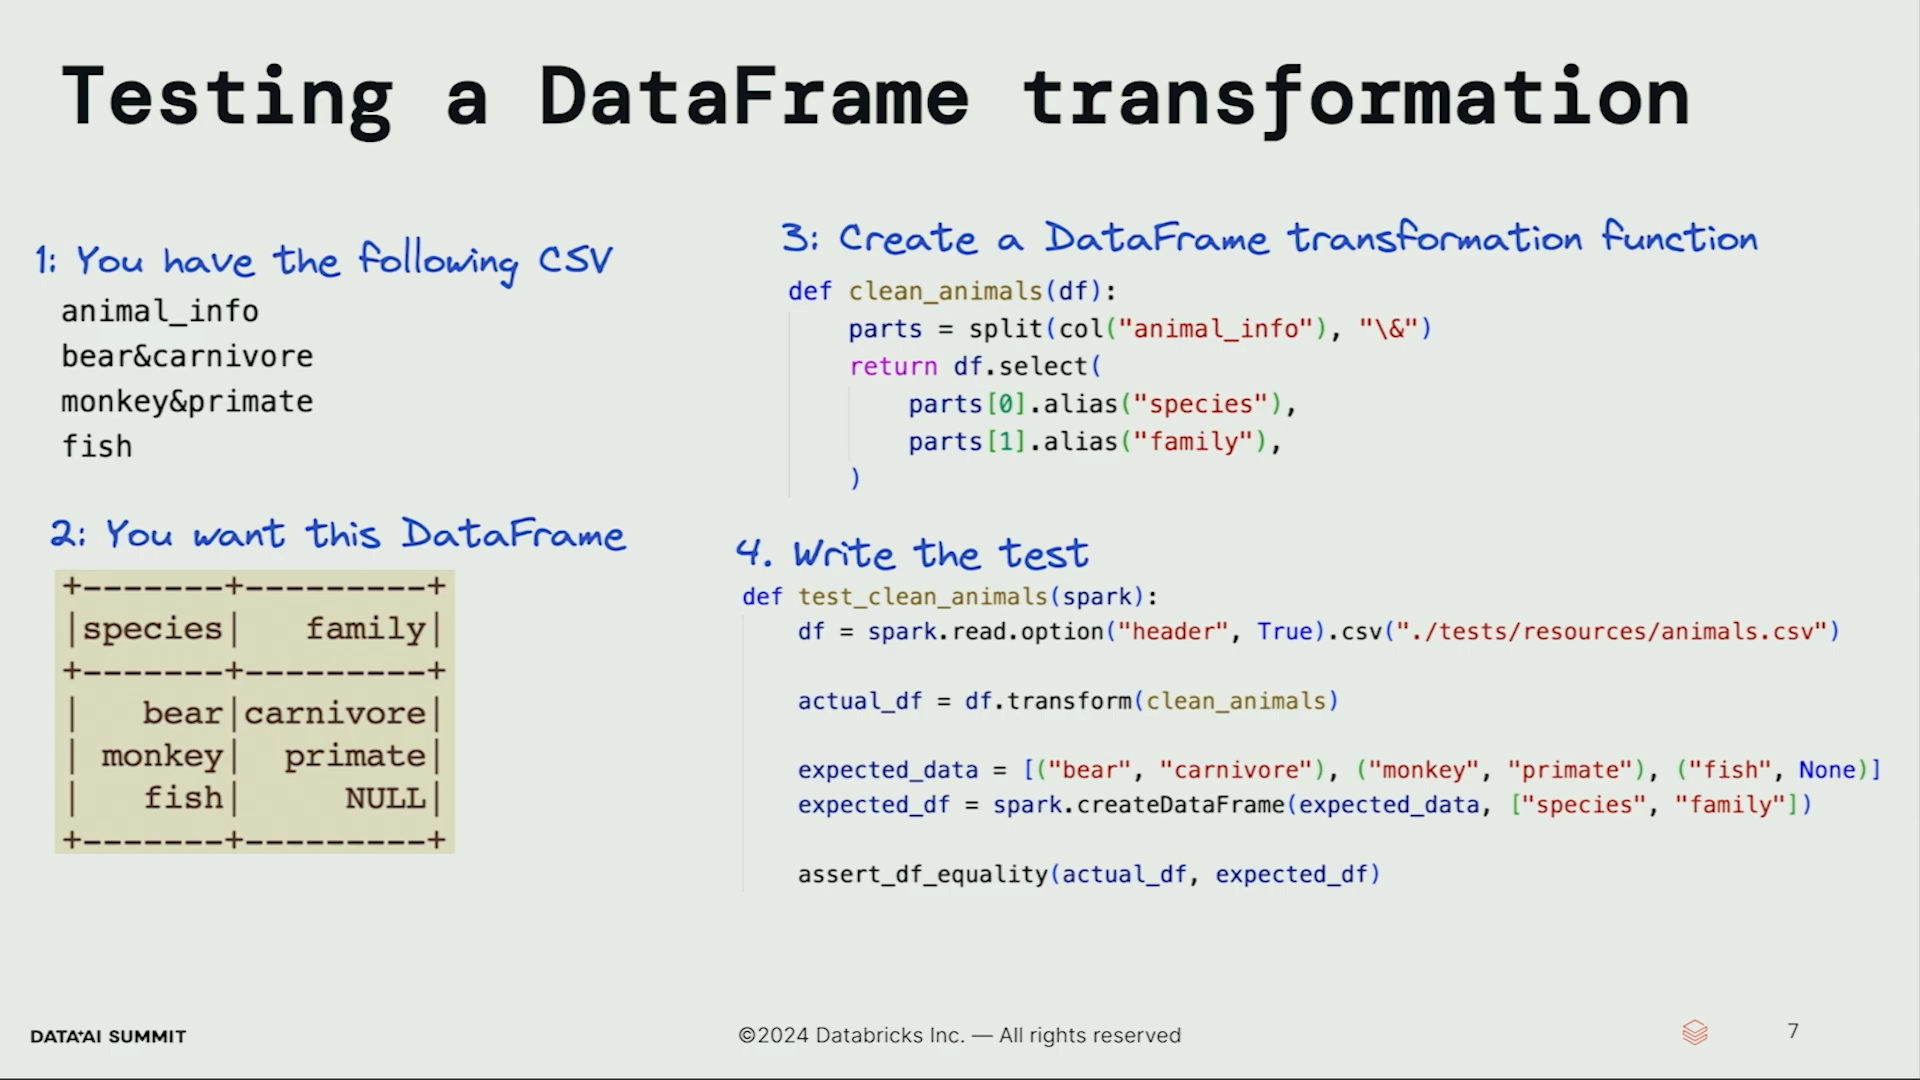 Testing a DataFrame transformation
1: You have the following CSV
animal_info
bear&carnivore
monkey&primate
fish
2: You want this DataFrame
+-------+---------+
|species|   family|
+-------+---------+
|   bear|carnivore|
| monkey|  primate|
|   fish|     NULL|
+-------+---------+
3: Create a DataFrame transformation function
def clean_animals(df):
    parts = split(col("animal_info"), "\&")
    return df.select(
        parts[0].alias("species"),
        parts[1].alias("family"),
    )
4. Write the test
def test_clean_animals(spark):
    df = spark.read.option("header", True).csv("./tests/resources/animals.csv")
    actual_df = df.transform(clean_animals)
    expected_data = [("bear", "carnivore"), ("monkey", "primate"), ("fish", None)]
    expected_df = spark.createDataFrame(expected_data, ["species", "family"])
    assert_df_equality(actual_df, expected_df)
DATA+AI SUMMIT
©2024 Databricks Inc. — All rights reserved
7